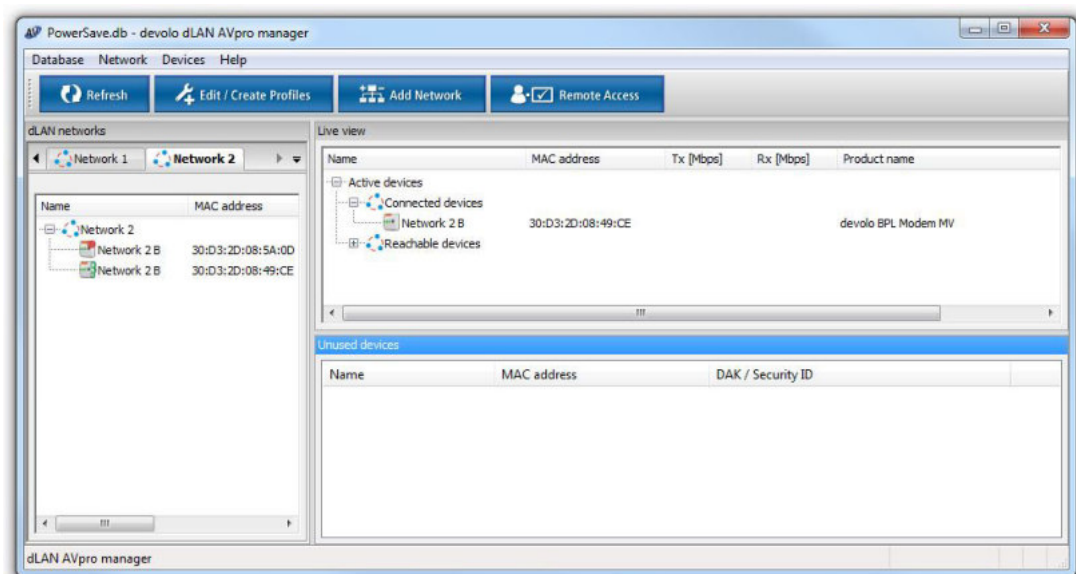 PowerSave.db - devolo dLAN AVpro manager
Database Network Devices Help
Refresh Edit / Create Profiles Add Network Remote Access
dLAN networks
Network 1 Network 2
Name MAC address
Network 2
Network 2 B 30:D3:2D:08:5A:0D
Network 2 B 30:D3:2D:08:49:CE
Live view
Name MAC address Tx [Mbps] Rx [Mbps] Product name
Active devices
Connected devices
Network 2 B 30:D3:2D:08:49:CE devolo BPL Modem MV
Reachable devices
Unused devices
Name MAC address DAK / Security ID
dLAN AVpro manager